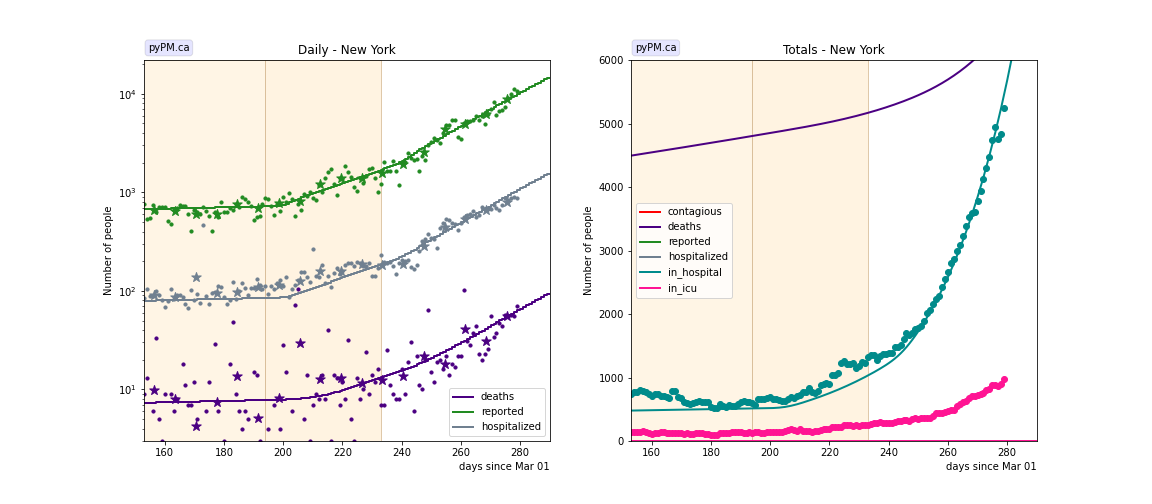 pyPM.ca
Daily - New York
Number of people
10⁴
10³
10²
10¹
160 180 200 220 240 260 280
days since Mar 01
deaths
reported
hospitalized
pyPM.ca
Totals - New York
Number of people
6000
5000
4000
3000
2000
1000
0
160 180 200 220 240 260 280
days since Mar 01
contagious
deaths
reported
hospitalized
in_hospital
in_icu